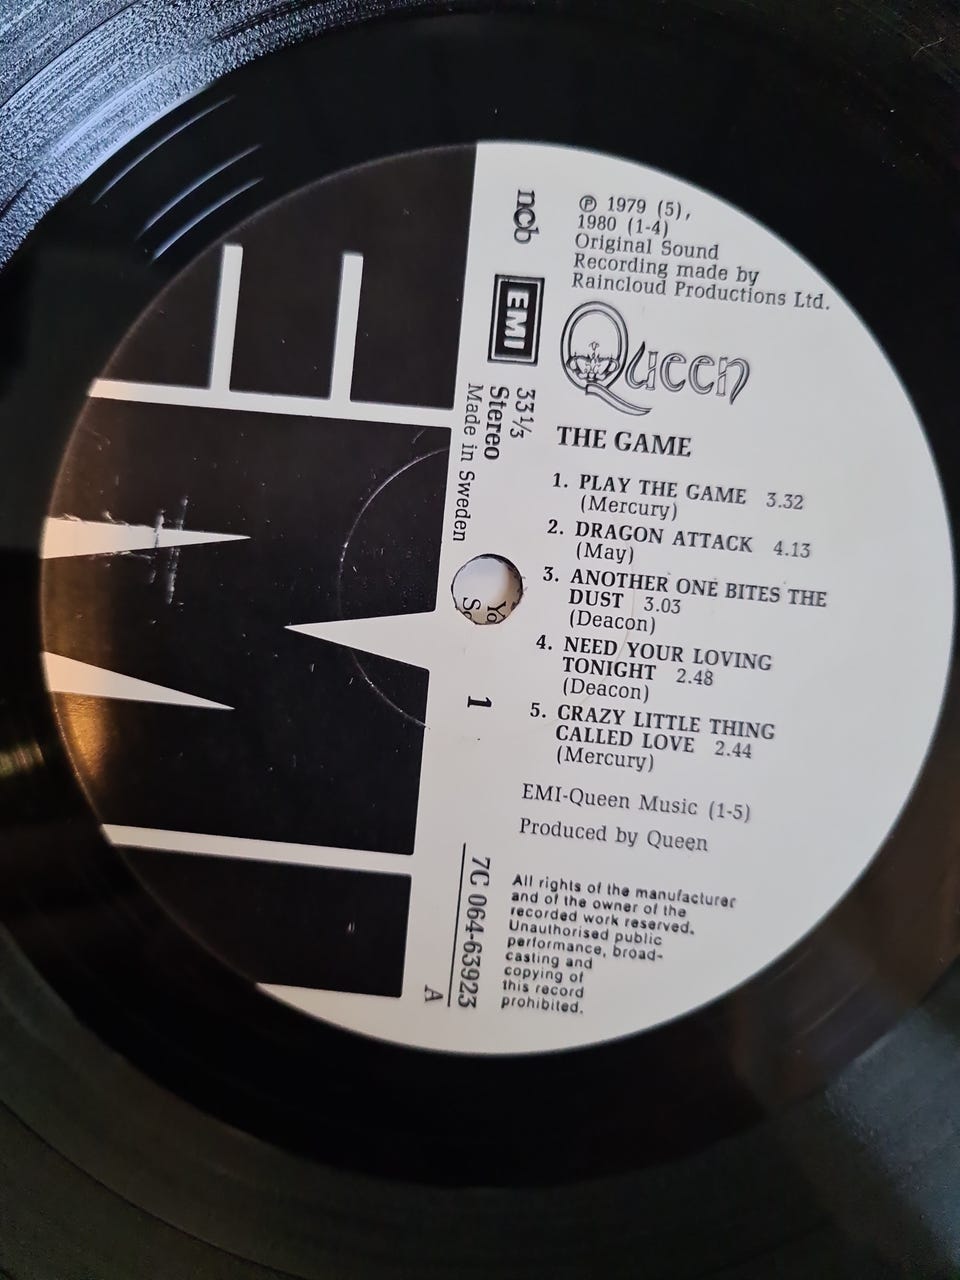 ncb
EMI
33⅓
Stereo
Made in Sweden
1
7C 064-63923
A
℗ 1979 (5),
1980 (1-4)
Original Sound
Recording made by
Raincloud Productions Ltd.
Queen
THE GAME
1. PLAY THE GAME 3.32
(Mercury)
2. DRAGON ATTACK 4.13
(May)
3. ANOTHER ONE BITES THE
DUST 3.03
(Deacon)
4. NEED YOUR LOVING
TONIGHT 2.48
(Deacon)
5. CRAZY LITTLE THING
CALLED LOVE 2.44
(Mercury)
EMI-Queen Music (1-5)
Produced by Queen
All rights of the manufacturer
and of the owner of the
recorded work reserved.
Unauthorised public
performance, broad-
casting and
copying of
this record
prohibited.